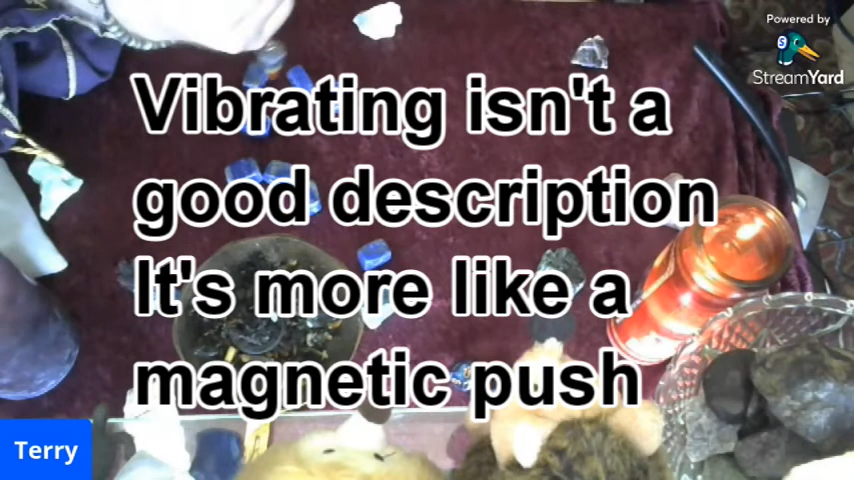 Powered by
StreamYard
Vibrating isn't a
good description
It's more like a
magnetic push
Terry